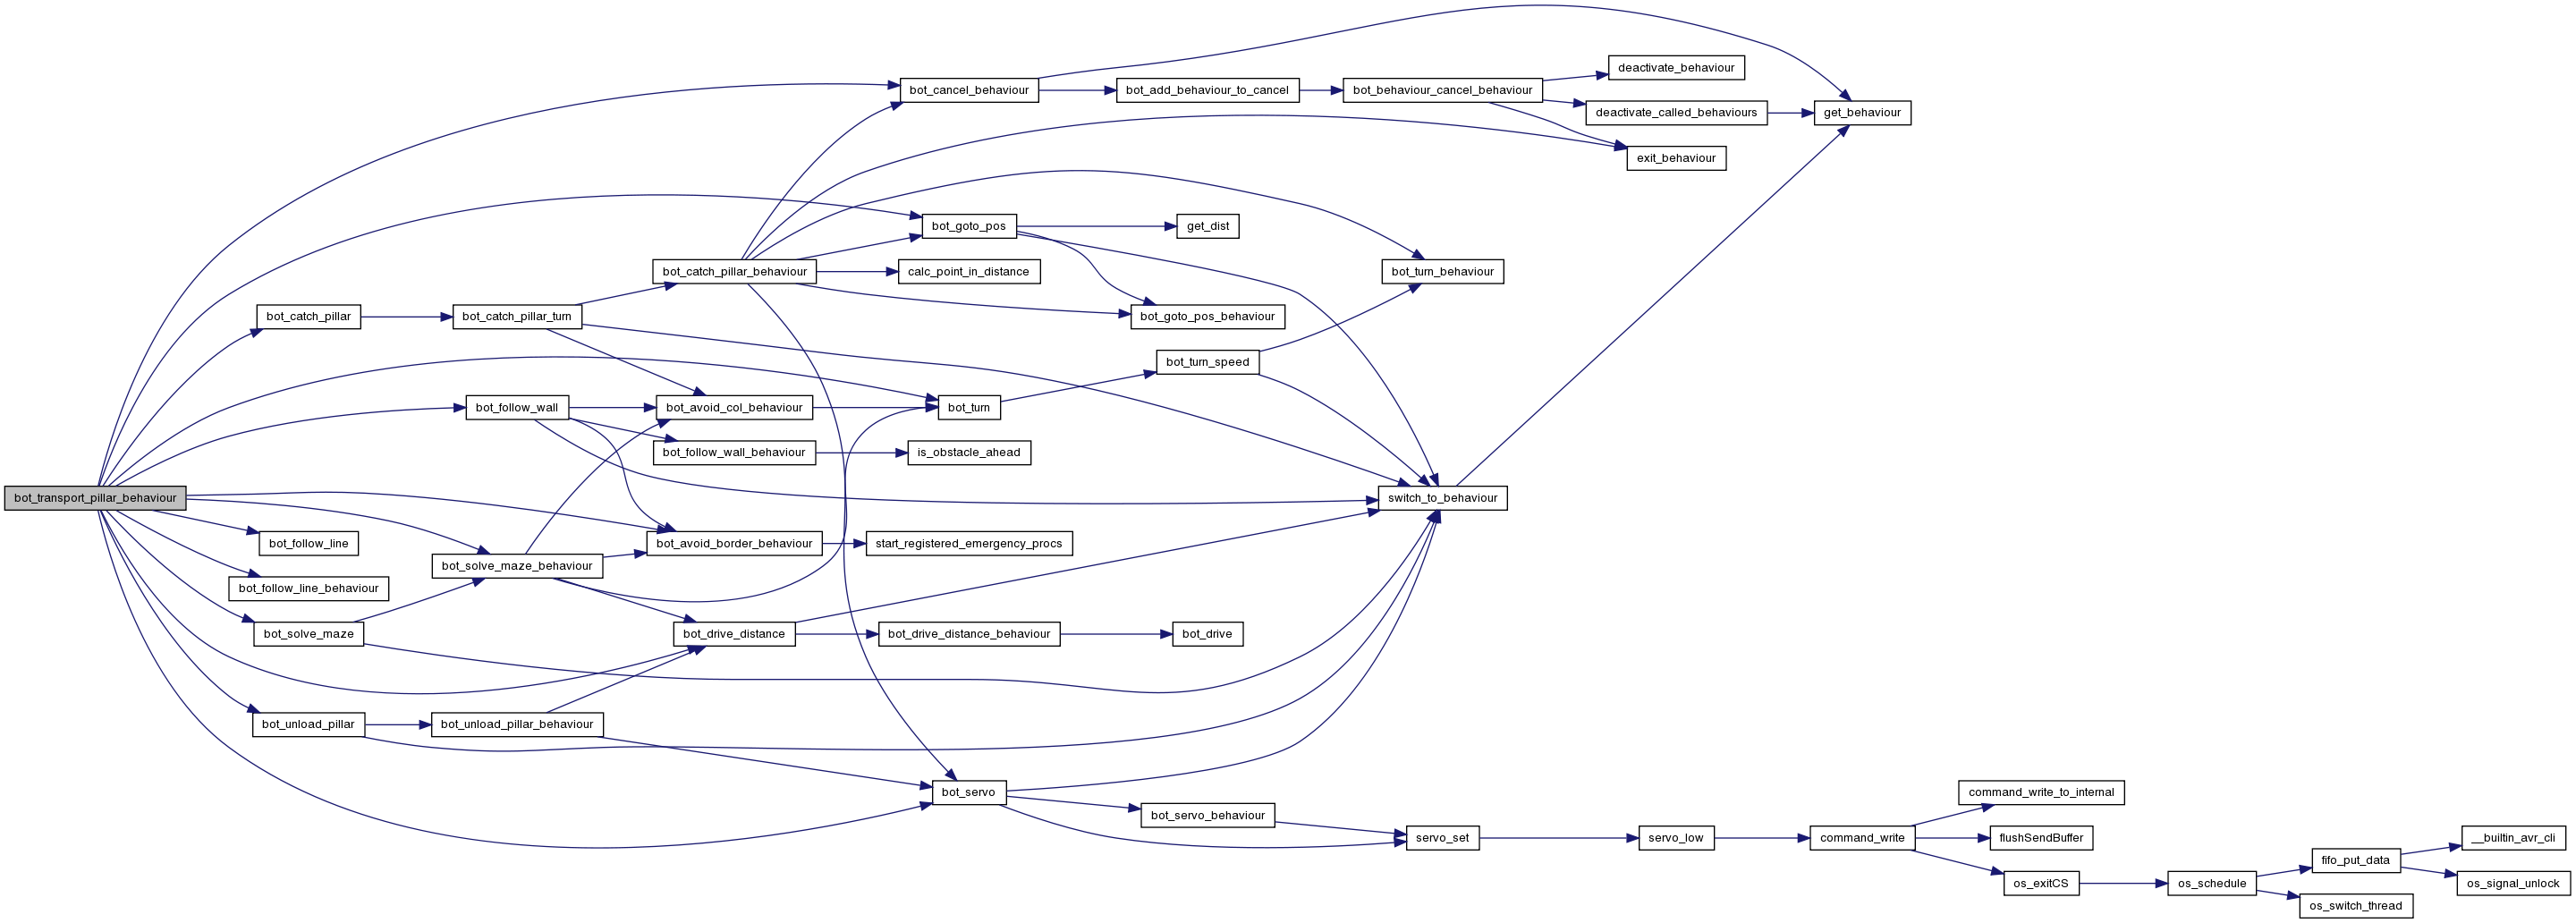 bot_transport_pillar_behaviour
bot_catch_pillar
bot_follow_line
bot_follow_line_behaviour
bot_solve_maze
bot_unload_pillar
bot_catch_pillar_turn
bot_follow_wall
bot_solve_maze_behaviour
bot_unload_pillar_behaviour
bot_catch_pillar_behaviour
bot_avoid_col_behaviour
bot_follow_wall_behaviour
bot_avoid_border_behaviour
bot_drive_distance
bot_cancel_behaviour
bot_goto_pos
calc_point_in_distance
bot_turn
is_obstacle_ahead
start_registered_emergency_procs
bot_drive_distance_behaviour
bot_servo
bot_add_behaviour_to_cancel
get_dist
bot_goto_pos_behaviour
bot_turn_speed
bot_drive
bot_servo_behaviour
bot_behaviour_cancel_behaviour
bot_turn_behaviour
switch_to_behaviour
servo_set
deactivate_behaviour
deactivate_called_behaviours
exit_behaviour
servo_low
get_behaviour
command_write
command_write_to_internal
flushSendBuffer
os_exitCS
os_schedule
fifo_put_data
os_switch_thread
__builtin_avr_cli
os_signal_unlock